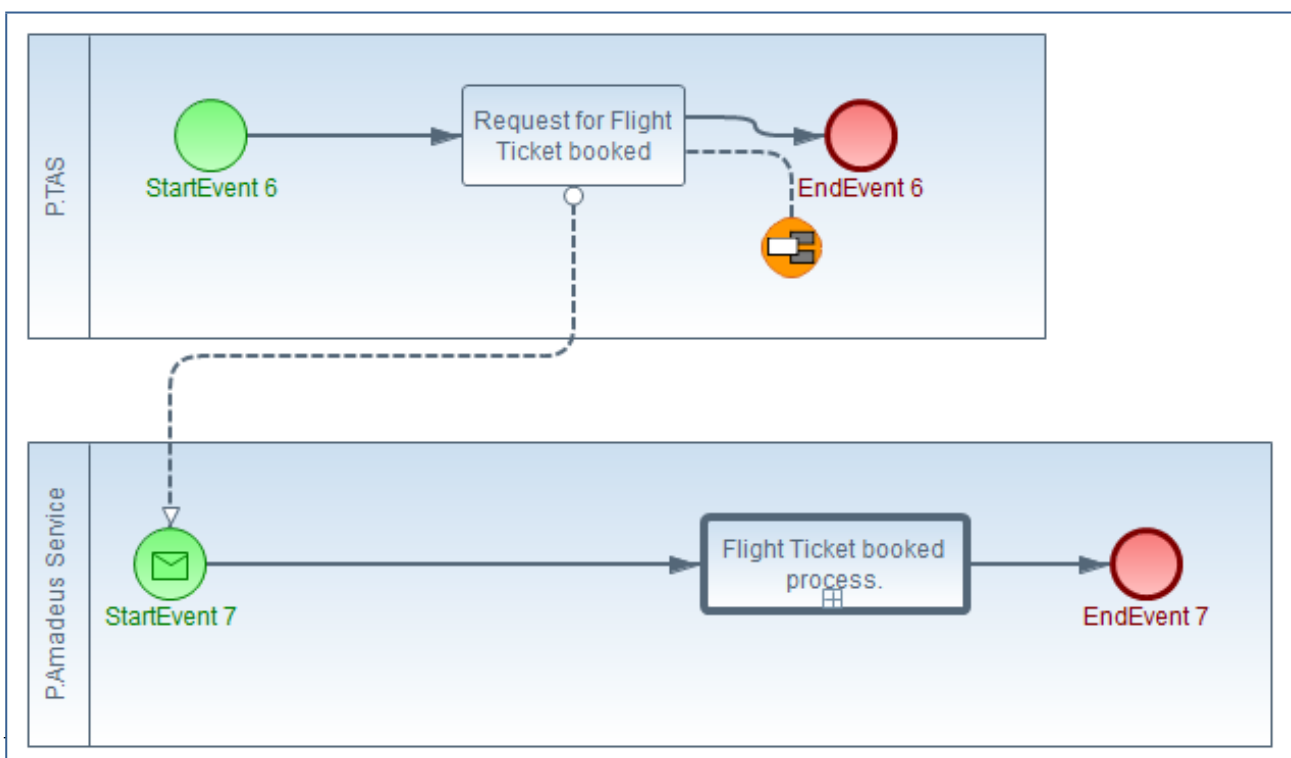 P.TAS
StartEvent 6
Request for Flight
Ticket booked
EndEvent 6
P.Amadeus Service
StartEvent 7
Flight Ticket booked
process.
EndEvent 7